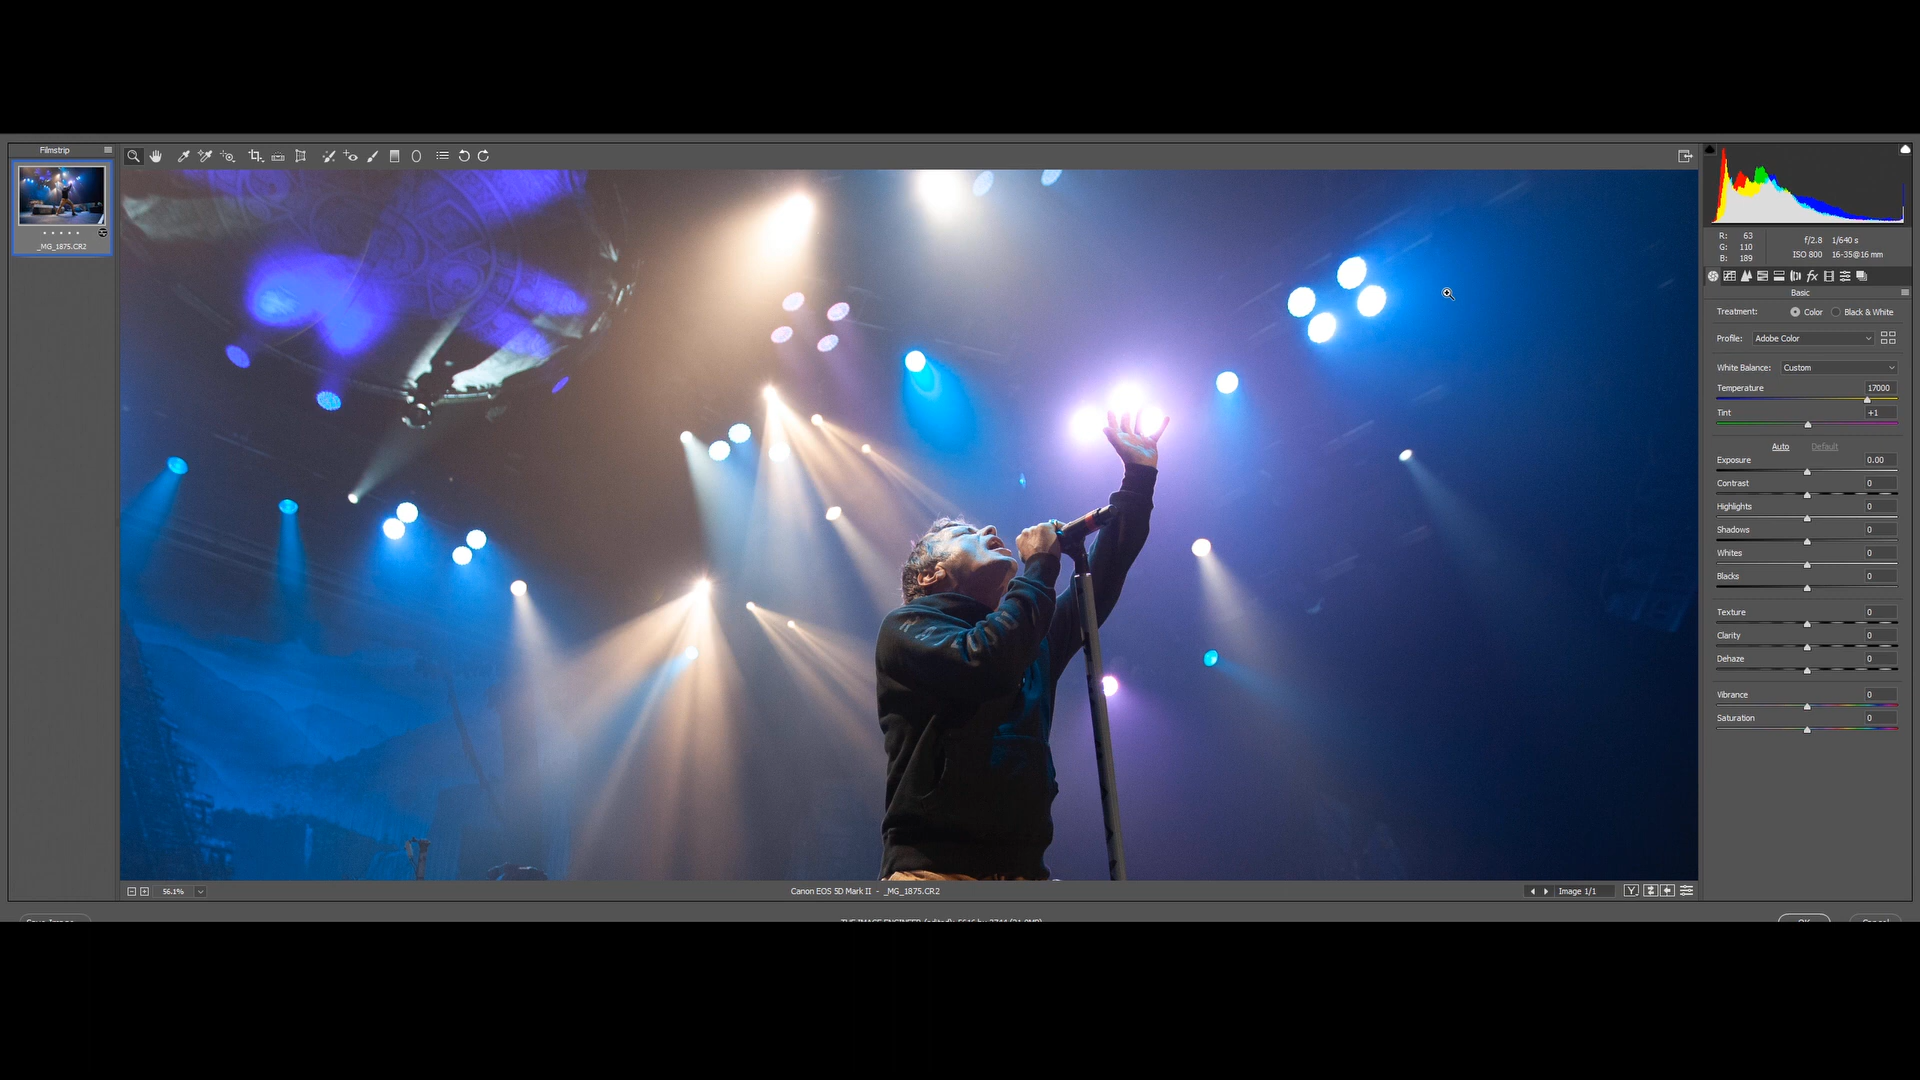 Filmstrip
_MG_1875.CR2
R: 63
G: 110
B: 189
f/2.8 1/640 s
ISO 800 16-35@16 mm
Basic
Treatment: Color Black & White
Profile: Adobe Color
White Balance: Custom
Temperature 17000
Tint +1
Auto Default
Exposure 0.00
Contrast 0
Highlights 0
Shadows 0
Whites 0
Blacks 0
Texture 0
Clarity 0
Dehaze 0
Vibrance 0
Saturation 0
56.1%
Canon EOS 5D Mark II - _MG_1875.CR2
Image 1/1
Y